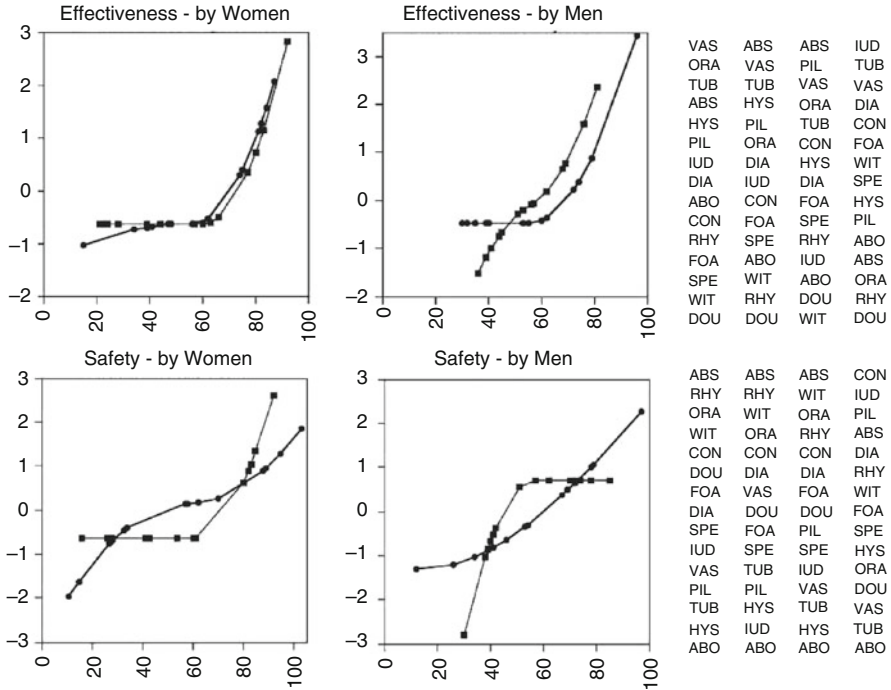 Effectiveness - by Women
Effectiveness - by Men
3
2
1
0
−1
−2
0
20
40
60
80
100
3
2
1
0
−1
−2
0
20
40
60
80
100
VAS ABS ABS IUD
ORA VAS PIL TUB
TUB TUB VAS VAS
ABS HYS ORA DIA
HYS PIL TUB CON
PIL ORA CON FOA
IUD DIA HYS WIT
DIA IUD DIA SPE
ABO CON FOA HYS
CON FOA SPE PIL
RHY SPE RHY ABO
FOA ABO IUD ABS
SPE WIT ABO ORA
WIT RHY DOU RHY
DOU DOU WIT DOU
Safety - by Women
Safety - by Men
3
2
1
0
−1
−2
−3
0
20
40
60
80
100
3
2
1
0
−1
−2
−3
0
20
40
60
80
100
ABS ABS ABS CON
RHY RHY WIT IUD
ORA WIT ORA PIL
WIT ORA RHY ABS
CON CON CON DIA
DOU DIA DIA RHY
FOA VAS FOA WIT
DIA DOU DOU FOA
SPE FOA PIL SPE
IUD SPE SPE HYS
VAS TUB IUD ORA
PIL PIL VAS DOU
TUB HYS TUB VAS
HYS IUD HYS TUB
ABO ABO ABO ABO